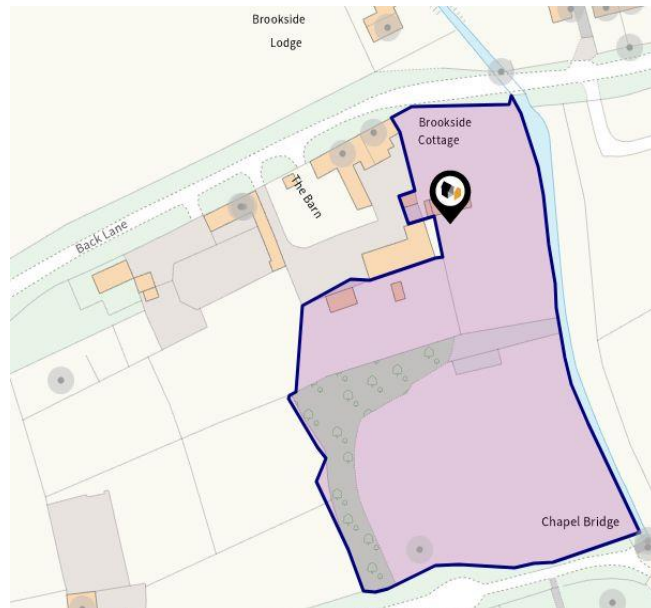 Brookside
Lodge
Brookside
Cottage
The Barn
Back Lane
Chapel Bridge